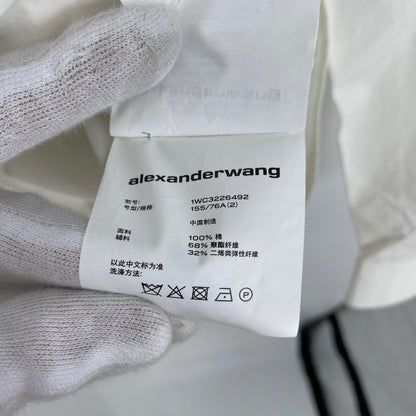 alexanderwang
型号: 1WC3226492
号型/规格: 155/76A(2)
中国制造
面料 100% 棉
辅料 68% 聚酯纤维
32% 二烯类弹性纤维
以此中文标为准
洗涤方法:
P